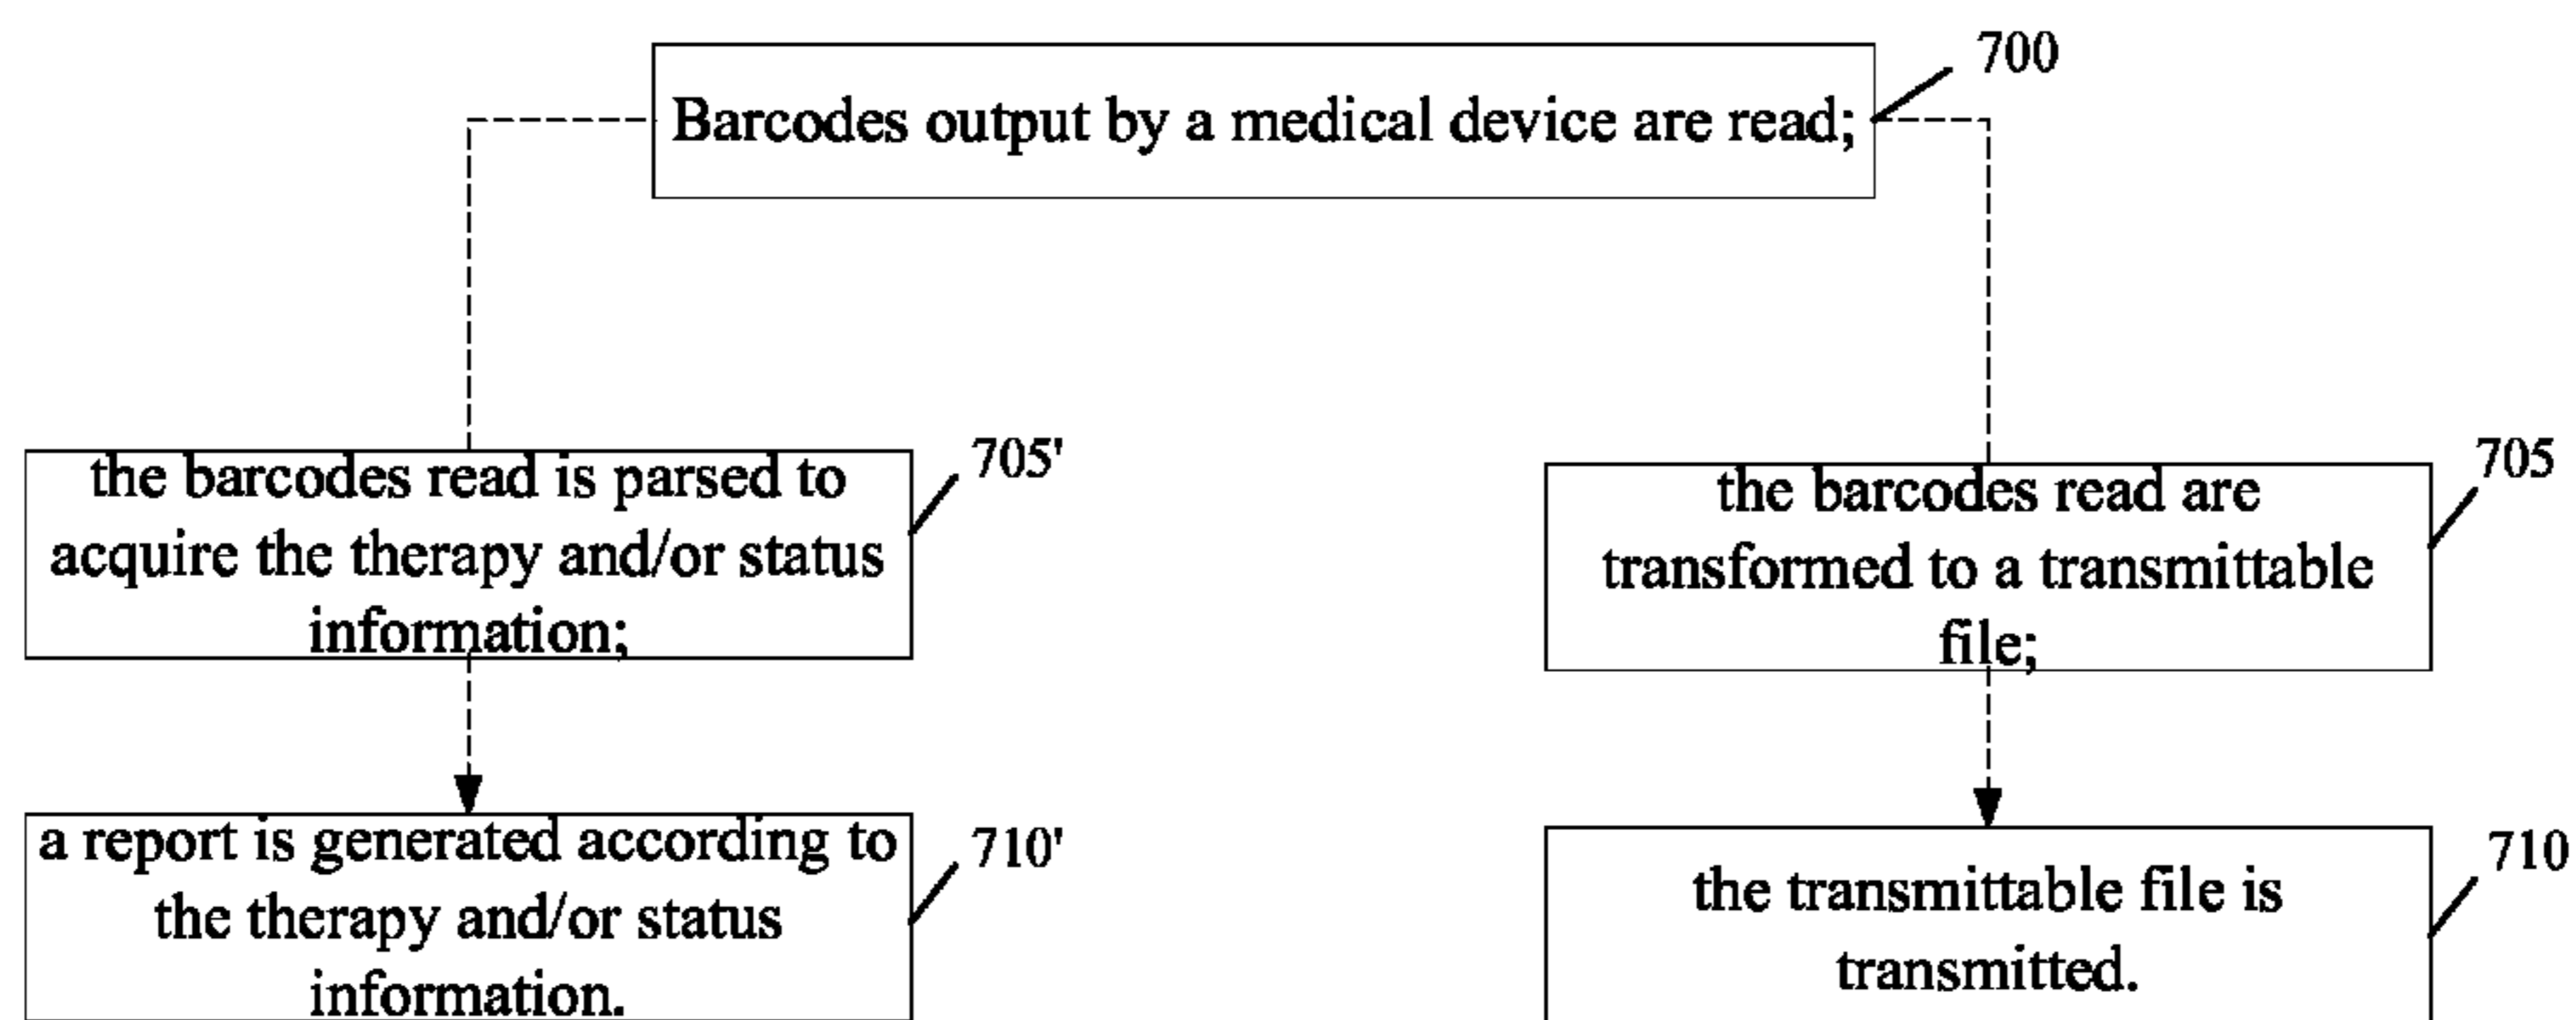 700
Barcodes output by a medical device are read;
705'
the barcodes read is parsed to
acquire the therapy and/or status
information;
705
the barcodes read are
transformed to a transmittable
file;
710'
a report is generated according to
the therapy and/or status
information.
710
the transmittable file is
transmitted.